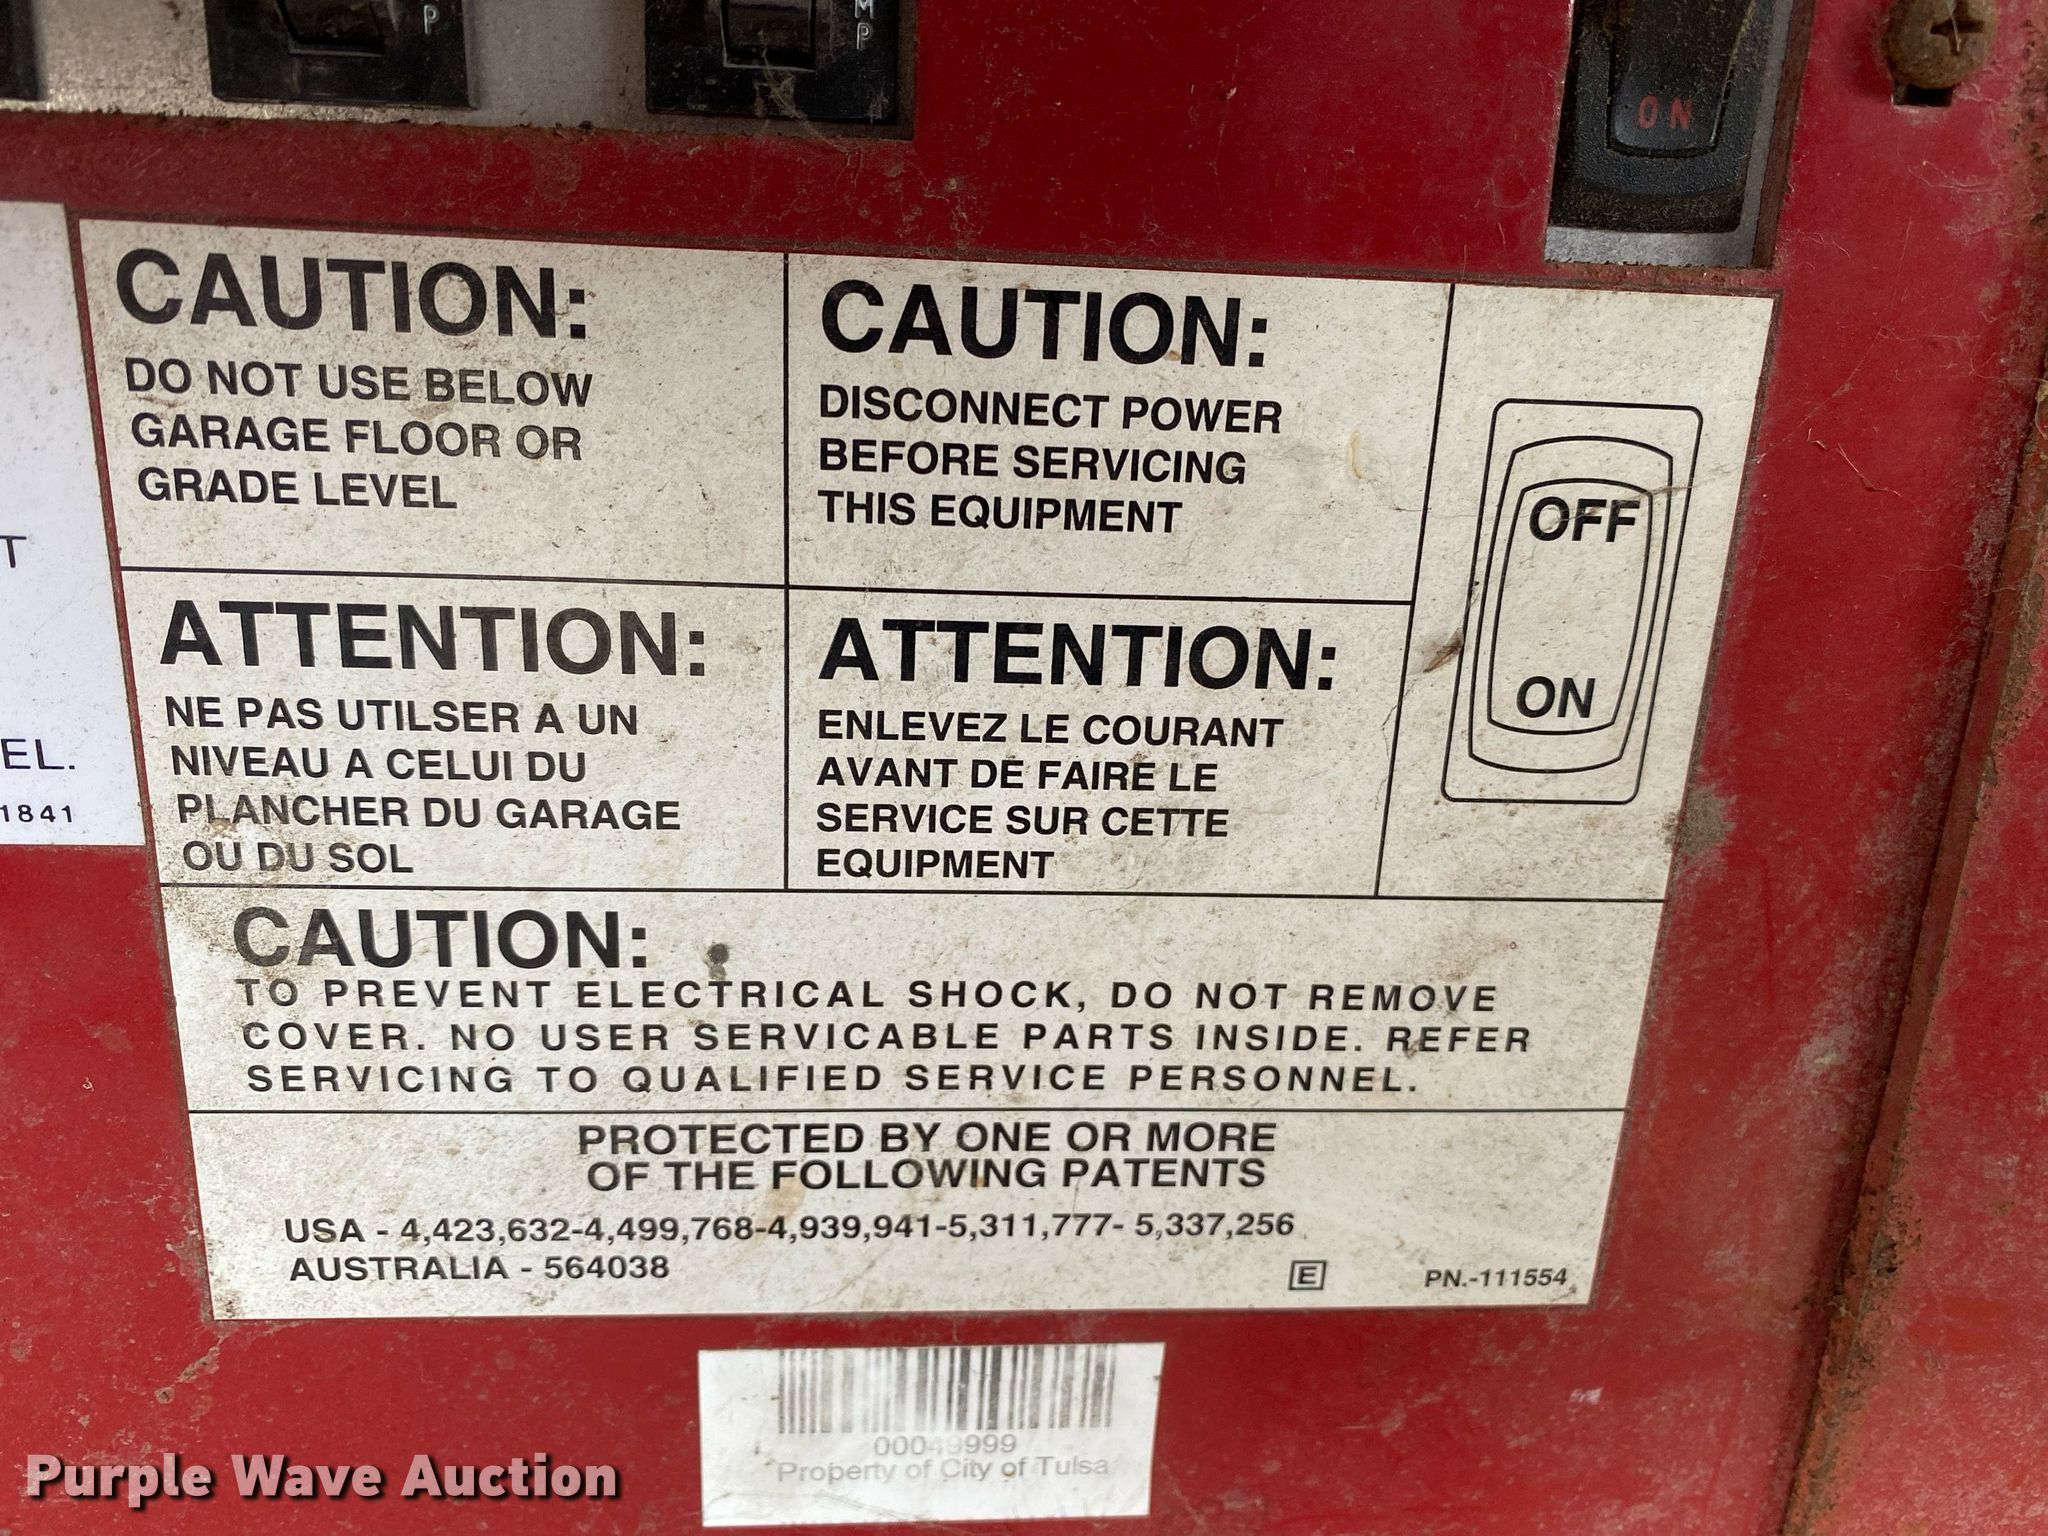 P
MP
ON
CAUTION:
DO NOT USE BELOW
GARAGE FLOOR OR
GRADE LEVEL
CAUTION:
DISCONNECT POWER
BEFORE SERVICING
THIS EQUIPMENT
OFF
ON
T
EL.
1841
ATTENTION:
NE PAS UTILSER A UN
NIVEAU A CELUI DU
PLANCHER DU GARAGE
OU DU SOL
ATTENTION:
ENLEVEZ LE COURANT
AVANT DE FAIRE LE
SERVICE SUR CETTE
EQUIPMENT
CAUTION:
TO PREVENT ELECTRICAL SHOCK, DO NOT REMOVE
COVER. NO USER SERVICABLE PARTS INSIDE. REFER
SERVICING TO QUALIFIED SERVICE PERSONNEL.
PROTECTED BY ONE OR MORE
OF THE FOLLOWING PATENTS
USA - 4,423,632-4,499,768-4,939,941-5,311,777- 5,337,256
AUSTRALIA - 564038
E
PN.-111554
Property of City of Tulsa
Purple Wave Auction